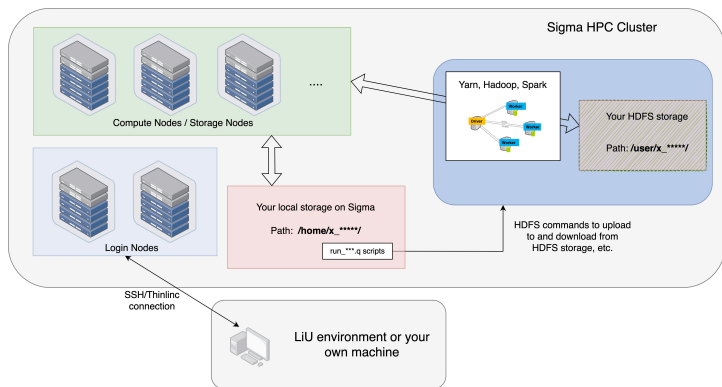 Sigma HPC Cluster
....
Compute Nodes / Storage Nodes
Yarn, Hadoop, Spark
Worker
Driver
Worker
Worker
Your HDFS storage
Path: /user/x_*****/
Login Nodes
Your local storage on Sigma
Path: /home/x_*****/
run_***.q scripts
HDFS commands to upload
to and download from
HDFS storage, etc.
SSH/Thinlinc
connection
LiU environment or your
own machine